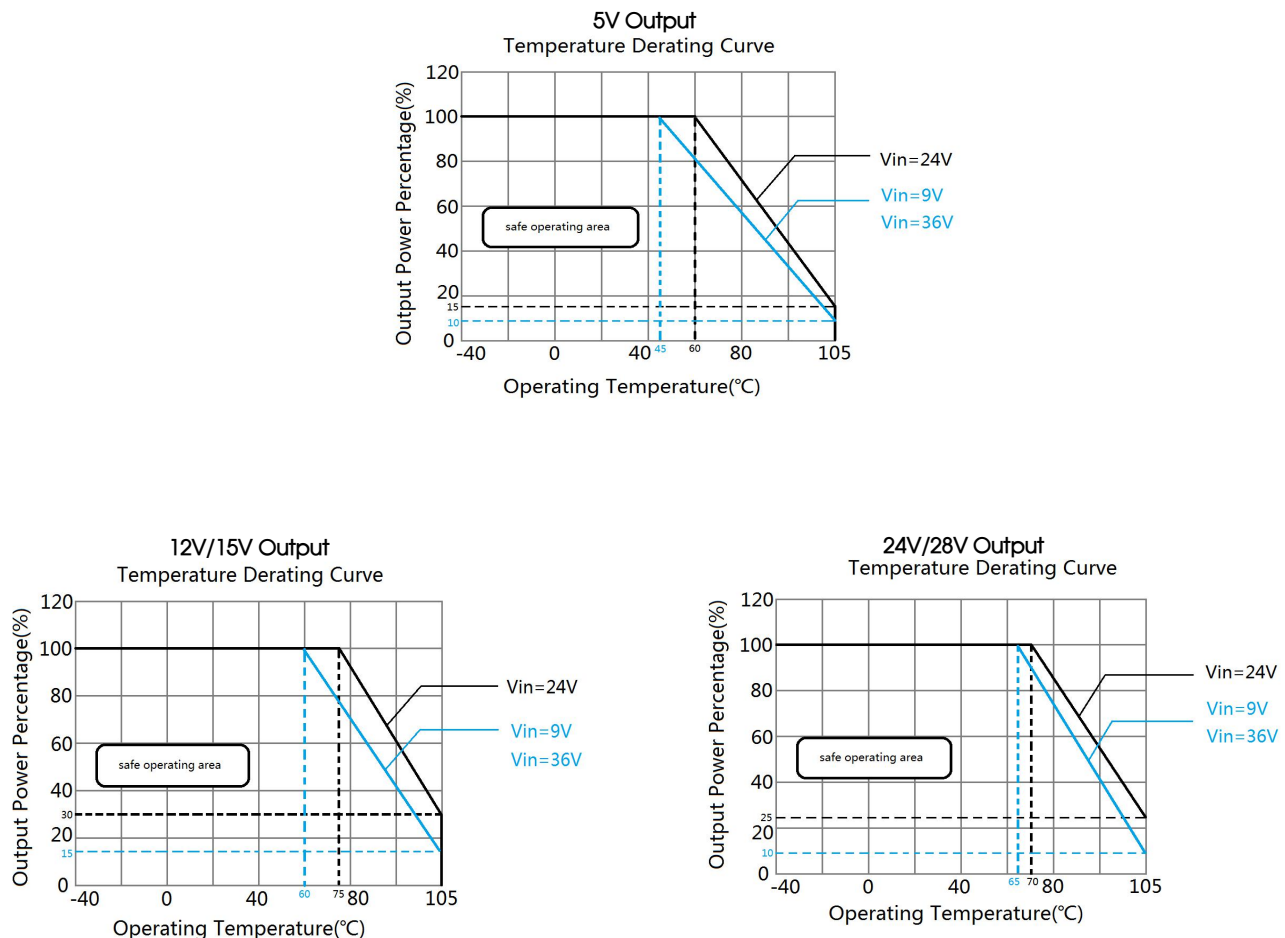 5V Output
Temperature Derating Curve
Output Power Percentage(%)
120
100
80
60
40
20
15
10
0
safe operating area
Vin=24V
Vin=9V
Vin=36V
-40 0 40 45 60 80 105
Operating Temperature(℃)
12V/15V Output
Temperature Derating Curve
Output Power Percentage(%)
120
100
80
60
40
30
20
15
0
safe operating area
Vin=24V
Vin=9V
Vin=36V
-40 0 40 60 75 80 105
Operating Temperature(℃)
24V/28V Output
Temperature Derating Curve
Output Power Percentage(%)
120
100
80
60
40
25
20
10
0
safe operating area
Vin=24V
Vin=9V
Vin=36V
-40 0 40 65 70 80 105
Operating Temperature(℃)